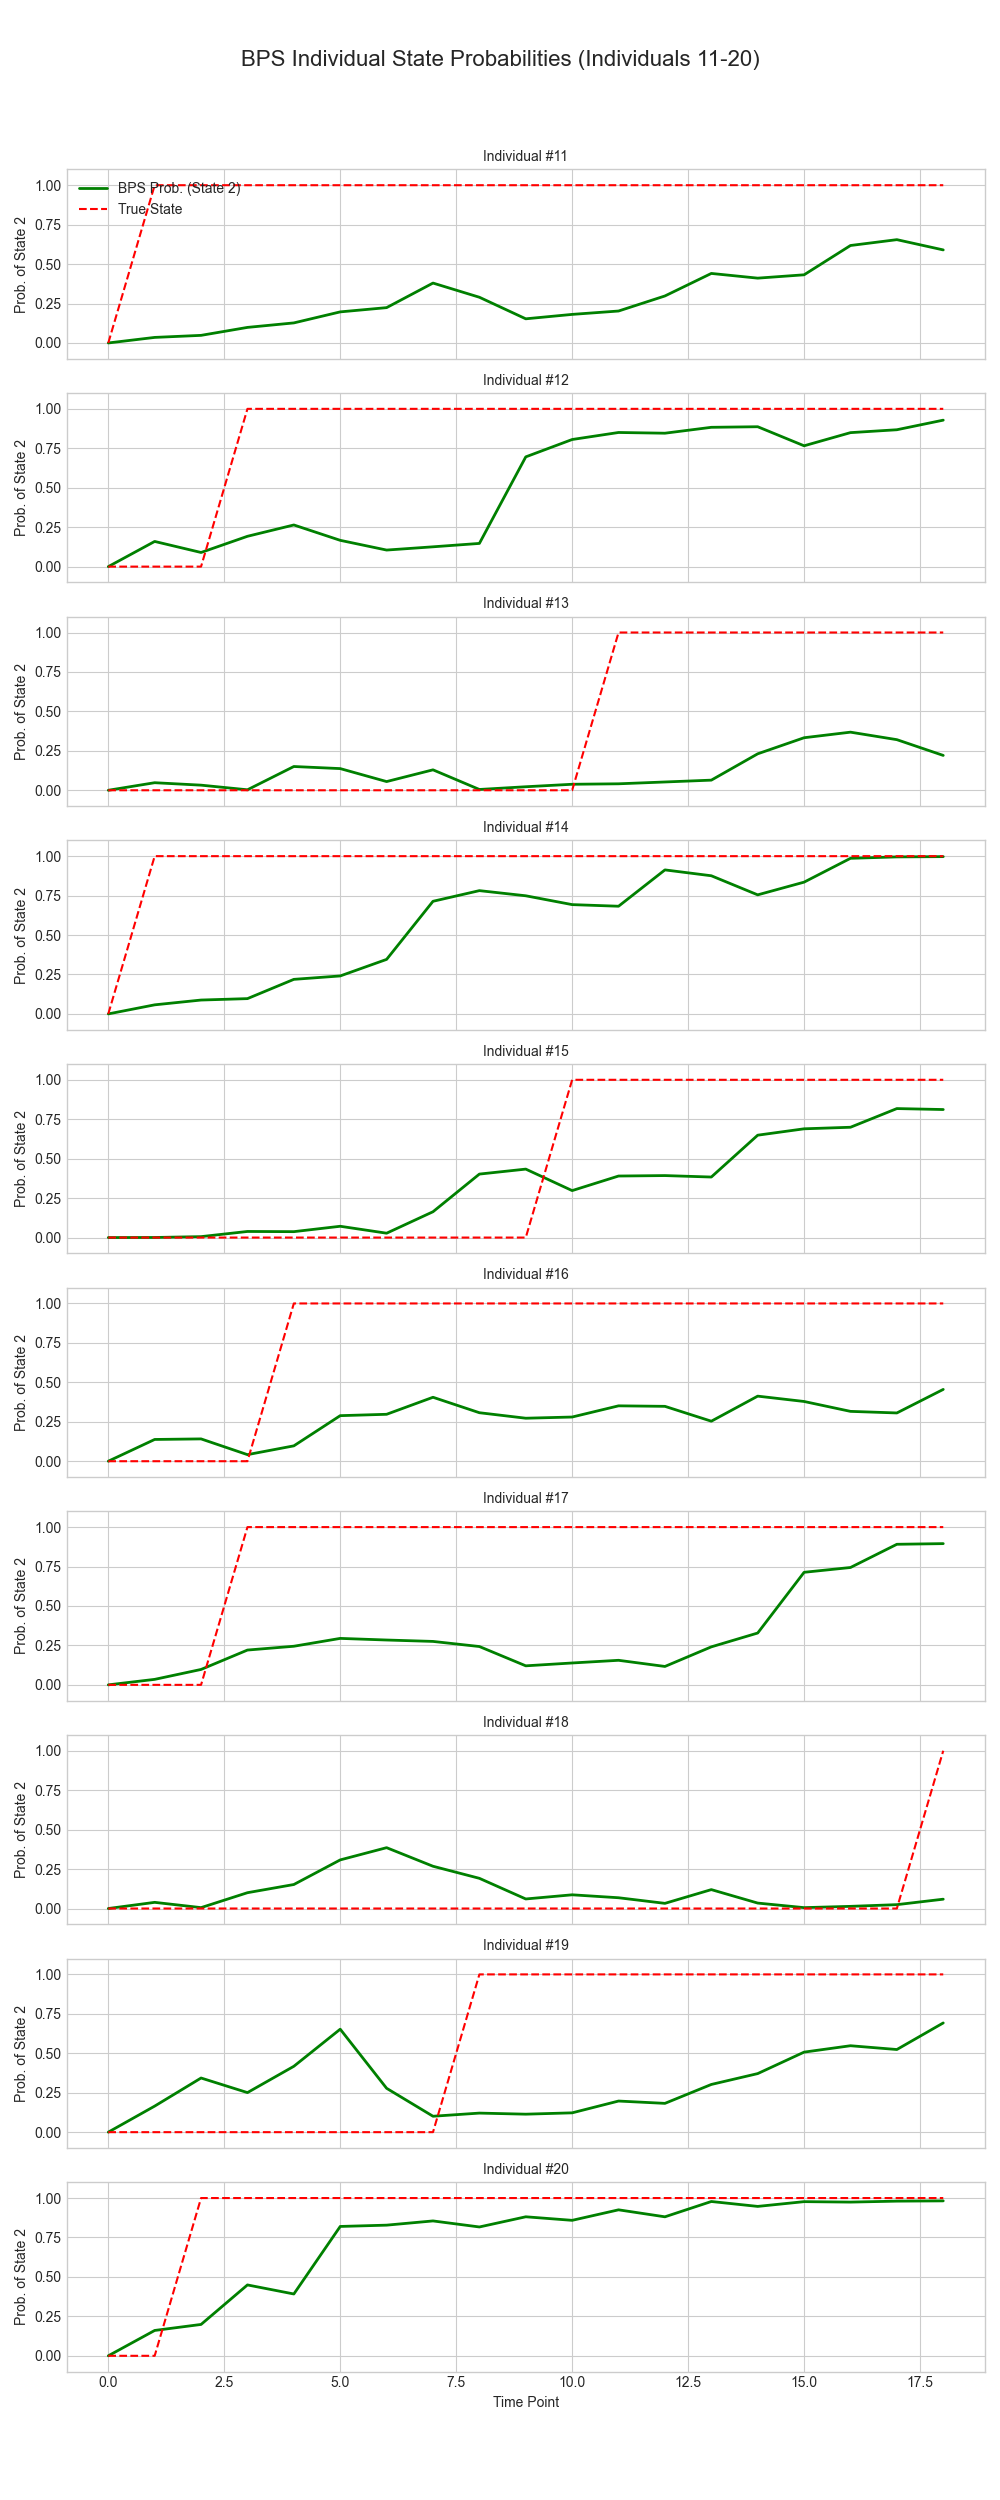 BPS Individual State Probabilities (Individuals 11-20)
Individual #11
BPS Prob. (State 2)
True State
1.00
0.75
0.50
0.25
0.00
Prob. of State 2
Individual #12
1.00
0.75
0.50
0.25
0.00
Prob. of State 2
Individual #13
1.00
0.75
0.50
0.25
0.00
Prob. of State 2
Individual #14
1.00
0.75
0.50
0.25
0.00
Prob. of State 2
Individual #15
1.00
0.75
0.50
0.25
0.00
Prob. of State 2
Individual #16
1.00
0.75
0.50
0.25
0.00
Prob. of State 2
Individual #17
1.00
0.75
0.50
0.25
0.00
Prob. of State 2
Individual #18
1.00
0.75
0.50
0.25
0.00
Prob. of State 2
Individual #19
1.00
0.75
0.50
0.25
0.00
Prob. of State 2
Individual #20
1.00
0.75
0.50
0.25
0.00
Prob. of State 2
0.0 2.5 5.0 7.5 10.0 12.5 15.0 17.5
Time Point